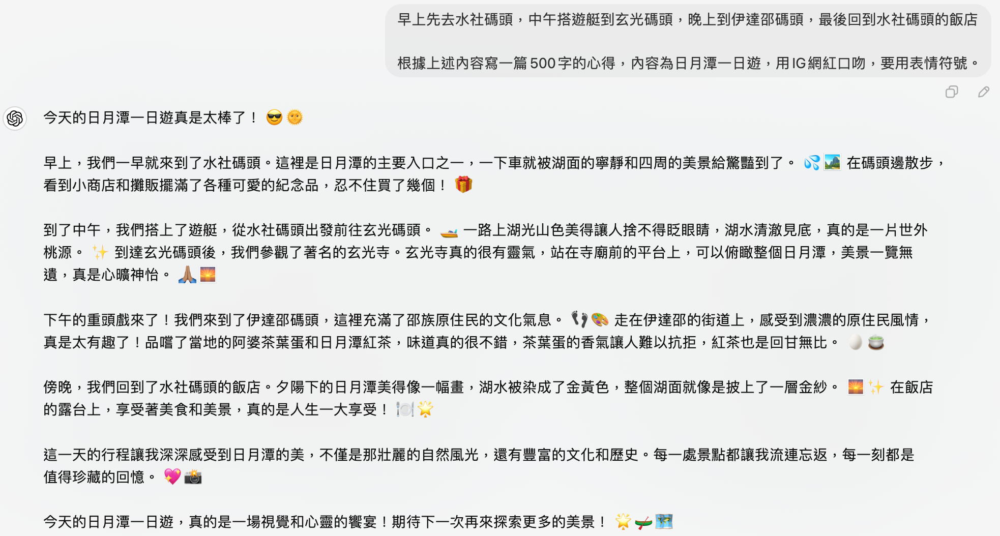 早上先去水社碼頭，中午搭遊艇到玄光碼頭，晚上到伊達邵碼頭，最後回到水社碼頭的飯店
根據上述內容寫一篇500字的心得，內容為日月潭一日遊，用IG網紅口吻，要用表情符號。
今天的日月潭一日遊真是太棒了！ 😎🌞
早上，我們一早就來到了水社碼頭。這裡是日月潭的主要入口之一，一下車就被湖面的寧靜和四周的美景給驚豔到了。 💦🏞️ 在碼頭邊散步，
看到小商店和攤販擺滿了各種可愛的紀念品，忍不住買了幾個！ 🎁
到了中午，我們搭上了遊艇，從水社碼頭出發前往玄光碼頭。 🚤 一路上湖光山色美得讓人捨不得眨眼睛，湖水清澈見底，真的是一片世外
桃源。 ✨ 到達玄光碼頭後，我們參觀了著名的玄光寺。玄光寺真的很有靈氣，站在寺廟前的平台上，可以俯瞰整個日月潭，美景一覽無
遺，真是心曠神怡。 🙏🏽🌅
下午的重頭戲來了！我們來到了伊達邵碼頭，這裡充滿了邵族原住民的文化氣息。 👣🎨 走在伊達邵的街道上，感受到濃濃的原住民風情，
真是太有趣了！品嚐了當地的阿婆茶葉蛋和日月潭紅茶，味道真的很不錯，茶葉蛋的香氣讓人難以抗拒，紅茶也是回甘無比。 🥚🍵
傍晚，我們回到了水社碼頭的飯店。夕陽下的日月潭美得像一幅畫，湖水被染成了金黃色，整個湖面就像是披上了一層金紗。 🌅✨ 在飯店
的露台上，享受著美食和美景，真的是人生一大享受！ 🍽️🌟
這一天的行程讓我深深感受到日月潭的美，不僅是那壯麗的自然風光，還有豐富的文化和歷史。每一處景點都讓我流連忘返，每一刻都是
值得珍藏的回憶。 💖📸
今天的日月潭一日遊，真的是一場視覺和心靈的饗宴！期待下一次再來探索更多的美景！ 🌟🛶🗺️